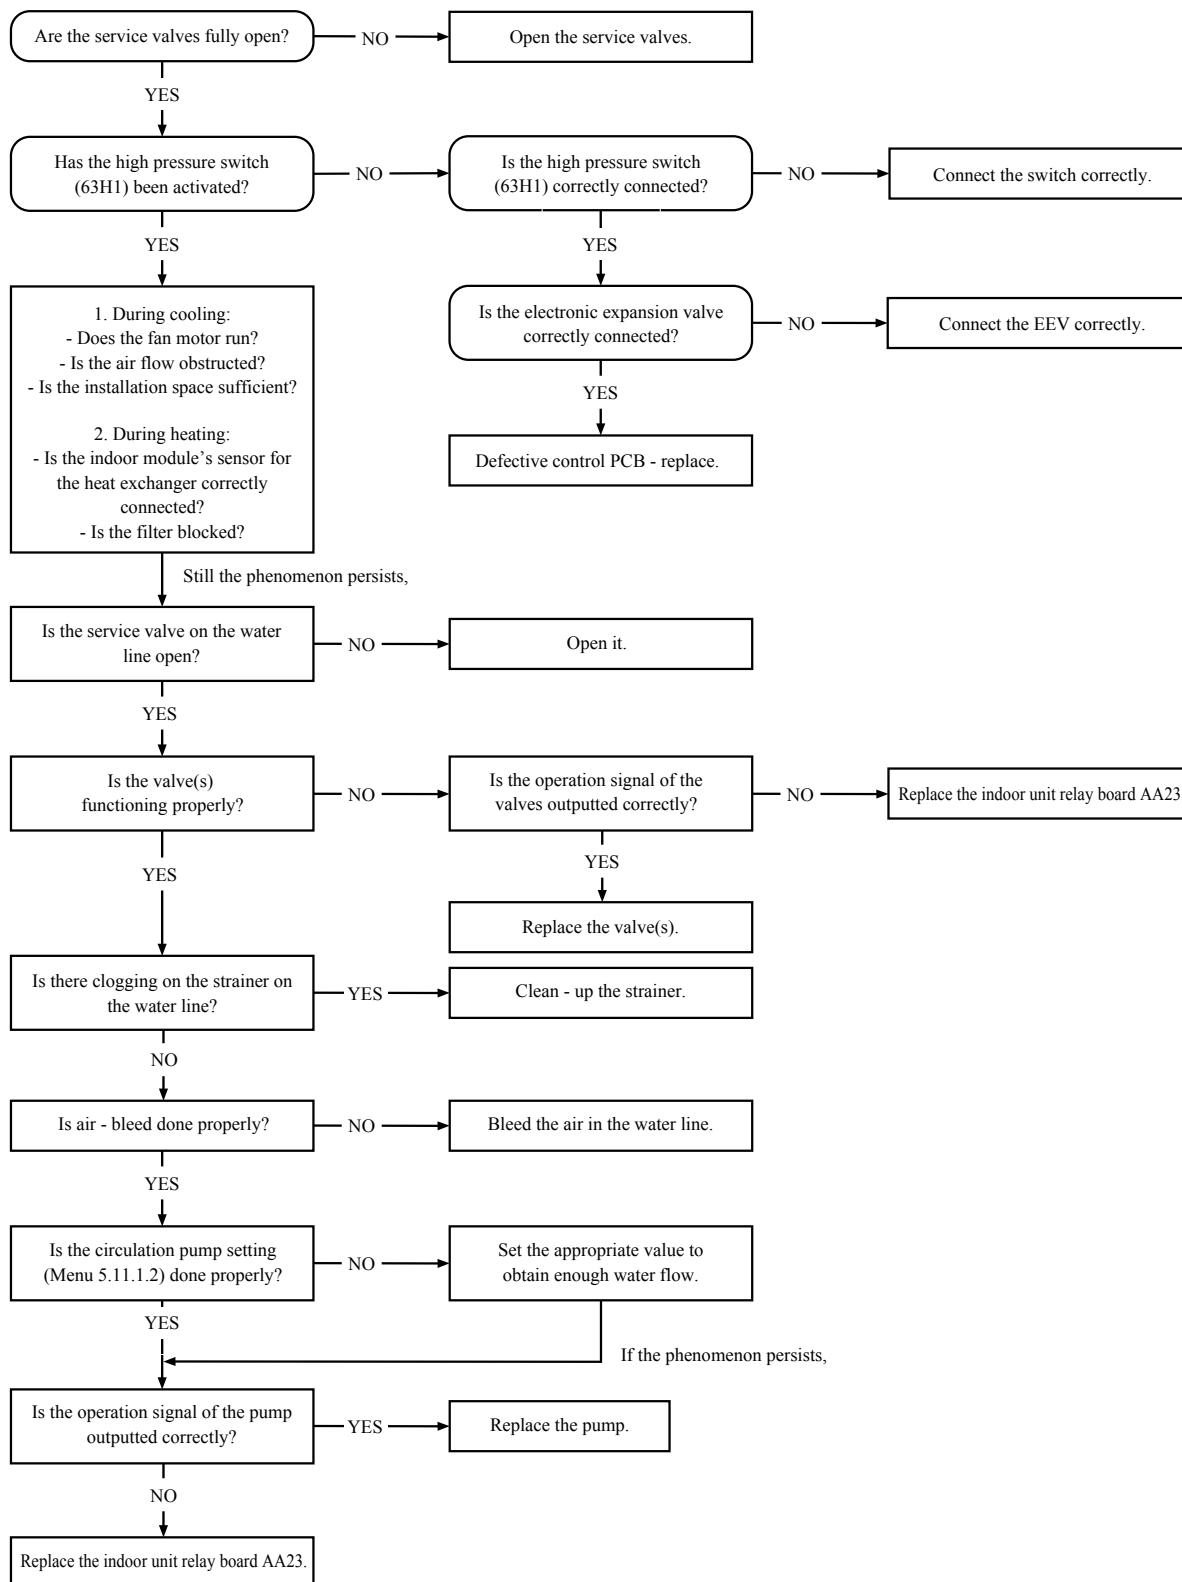 Are the service valves fully open?
NO
Open the service valves.
YES
Has the high pressure switch
(63H1) been activated?
NO
Is the high pressure switch
(63H1) correctly connected?
NO
Connect the switch correctly.
YES
YES
1. During cooling:
- Does the fan motor run?
- Is the air flow obstructed?
- Is the installation space sufficient?
2. During heating:
- Is the indoor module’s sensor for
the heat exchanger correctly
connected?
- Is the filter blocked?
Is the electronic expansion valve
correctly connected?
NO
Connect the EEV correctly.
YES
Defective control PCB - replace.
Still the phenomenon persists,
Is the service valve on the water
line open?
NO
Open it.
YES
Is the valve(s)
functioning properly?
NO
Is the operation signal of the
valves outputted correctly?
NO
Replace the indoor unit relay board AA23
YES
YES
Replace the valve(s).
Is there clogging on the strainer on
the water line?
YES
Clean - up the strainer.
NO
Is air - bleed done properly?
NO
Bleed the air in the water line.
YES
Is the circulation pump setting
(Menu 5.11.1.2) done properly?
NO
Set the appropriate value to
obtain enough water flow.
YES
If the phenomenon persists,
Is the operation signal of the pump
outputted correctly?
YES
Replace the pump.
NO
Replace the indoor unit relay board AA23.